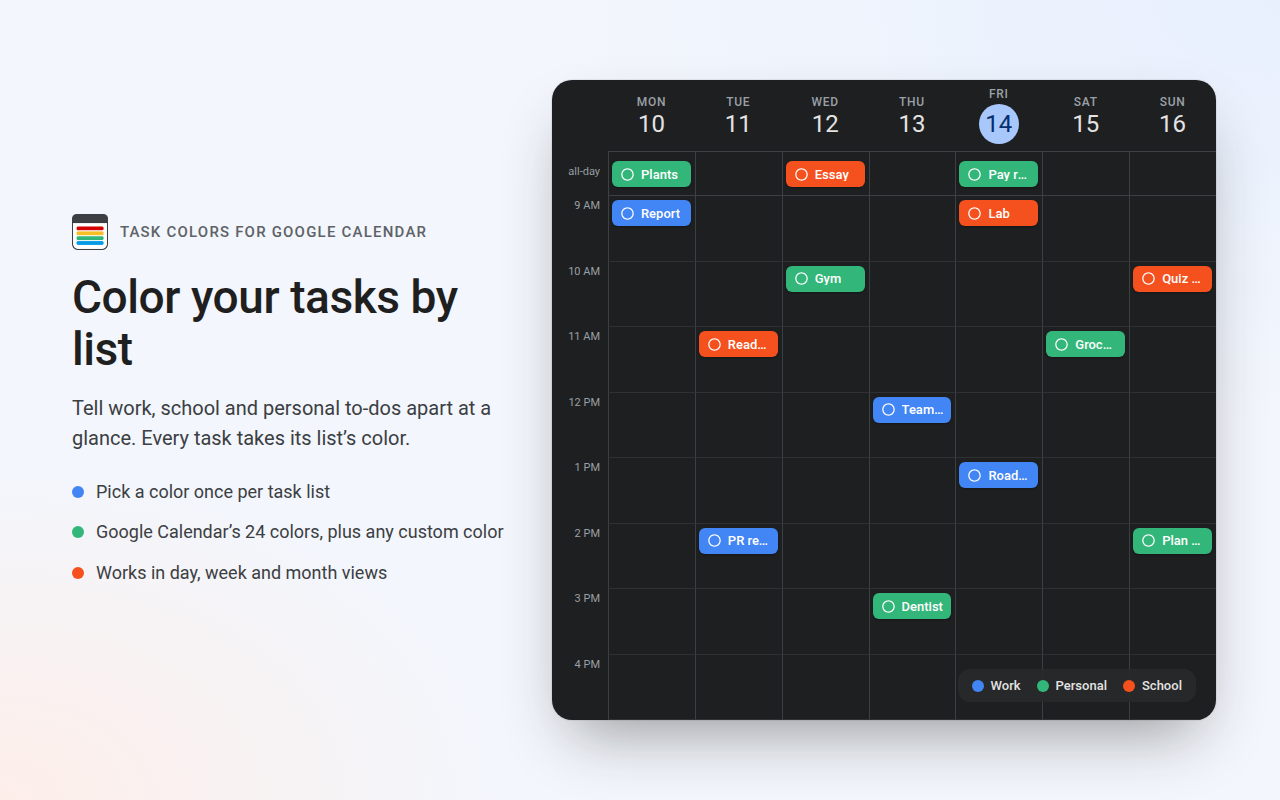 TASK COLORS FOR GOOGLE CALENDAR
Color your tasks by
list
Tell work, school and personal to-dos apart at a
glance. Every task takes its list’s color.
Pick a color once per task list
Google Calendar’s 24 colors, plus any custom color
Works in day, week and month views
MON TUE WED THU FRI SAT SUN
10 11 12 13 14 15 16
all-day Plants Essay Pay r...
9 AM Report Lab
10 AM Gym Quiz ...
11 AM Read... Groc...
12 PM Team...
1 PM Road...
2 PM PR re... Plan ...
3 PM Dentist
4 PM
Work Personal School